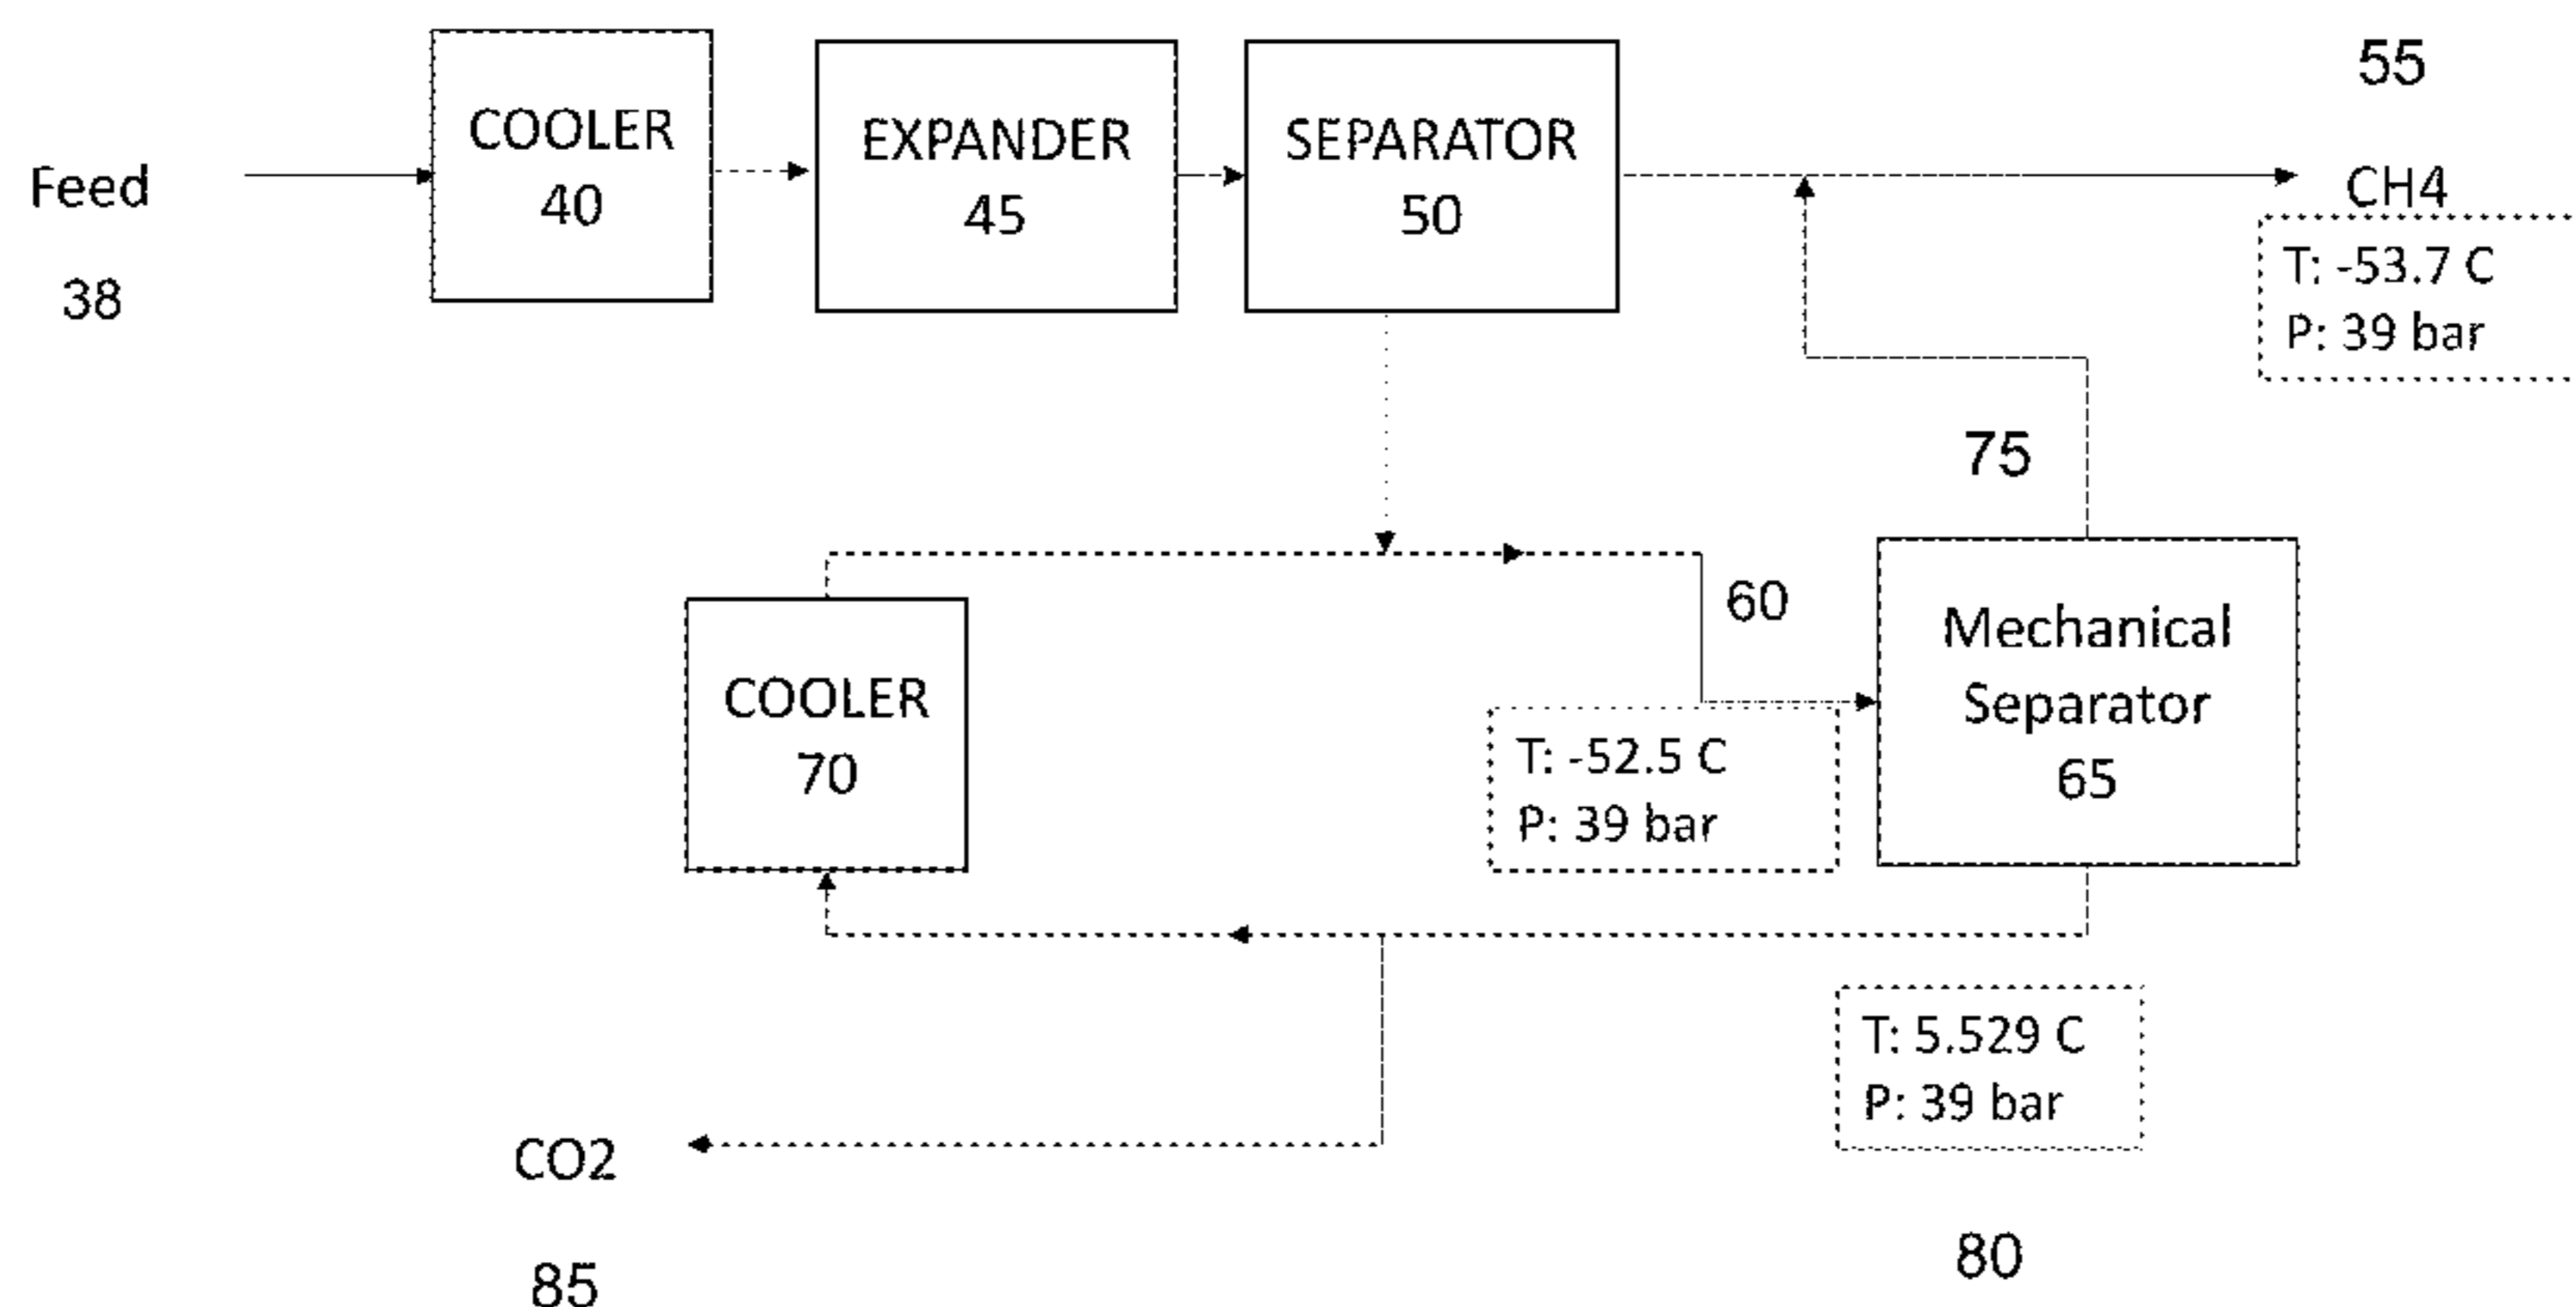 55
COOLER
40
EXPANDER
45
SEPARATOR
50
Feed
38
CH4
T: -53.7 C
P: 39 bar
75
60
Mechanical
Separator
65
COOLER
70
T: -52.5 C
P: 39 bar
T: 5.529 C
P: 39 bar
CO2
85
80